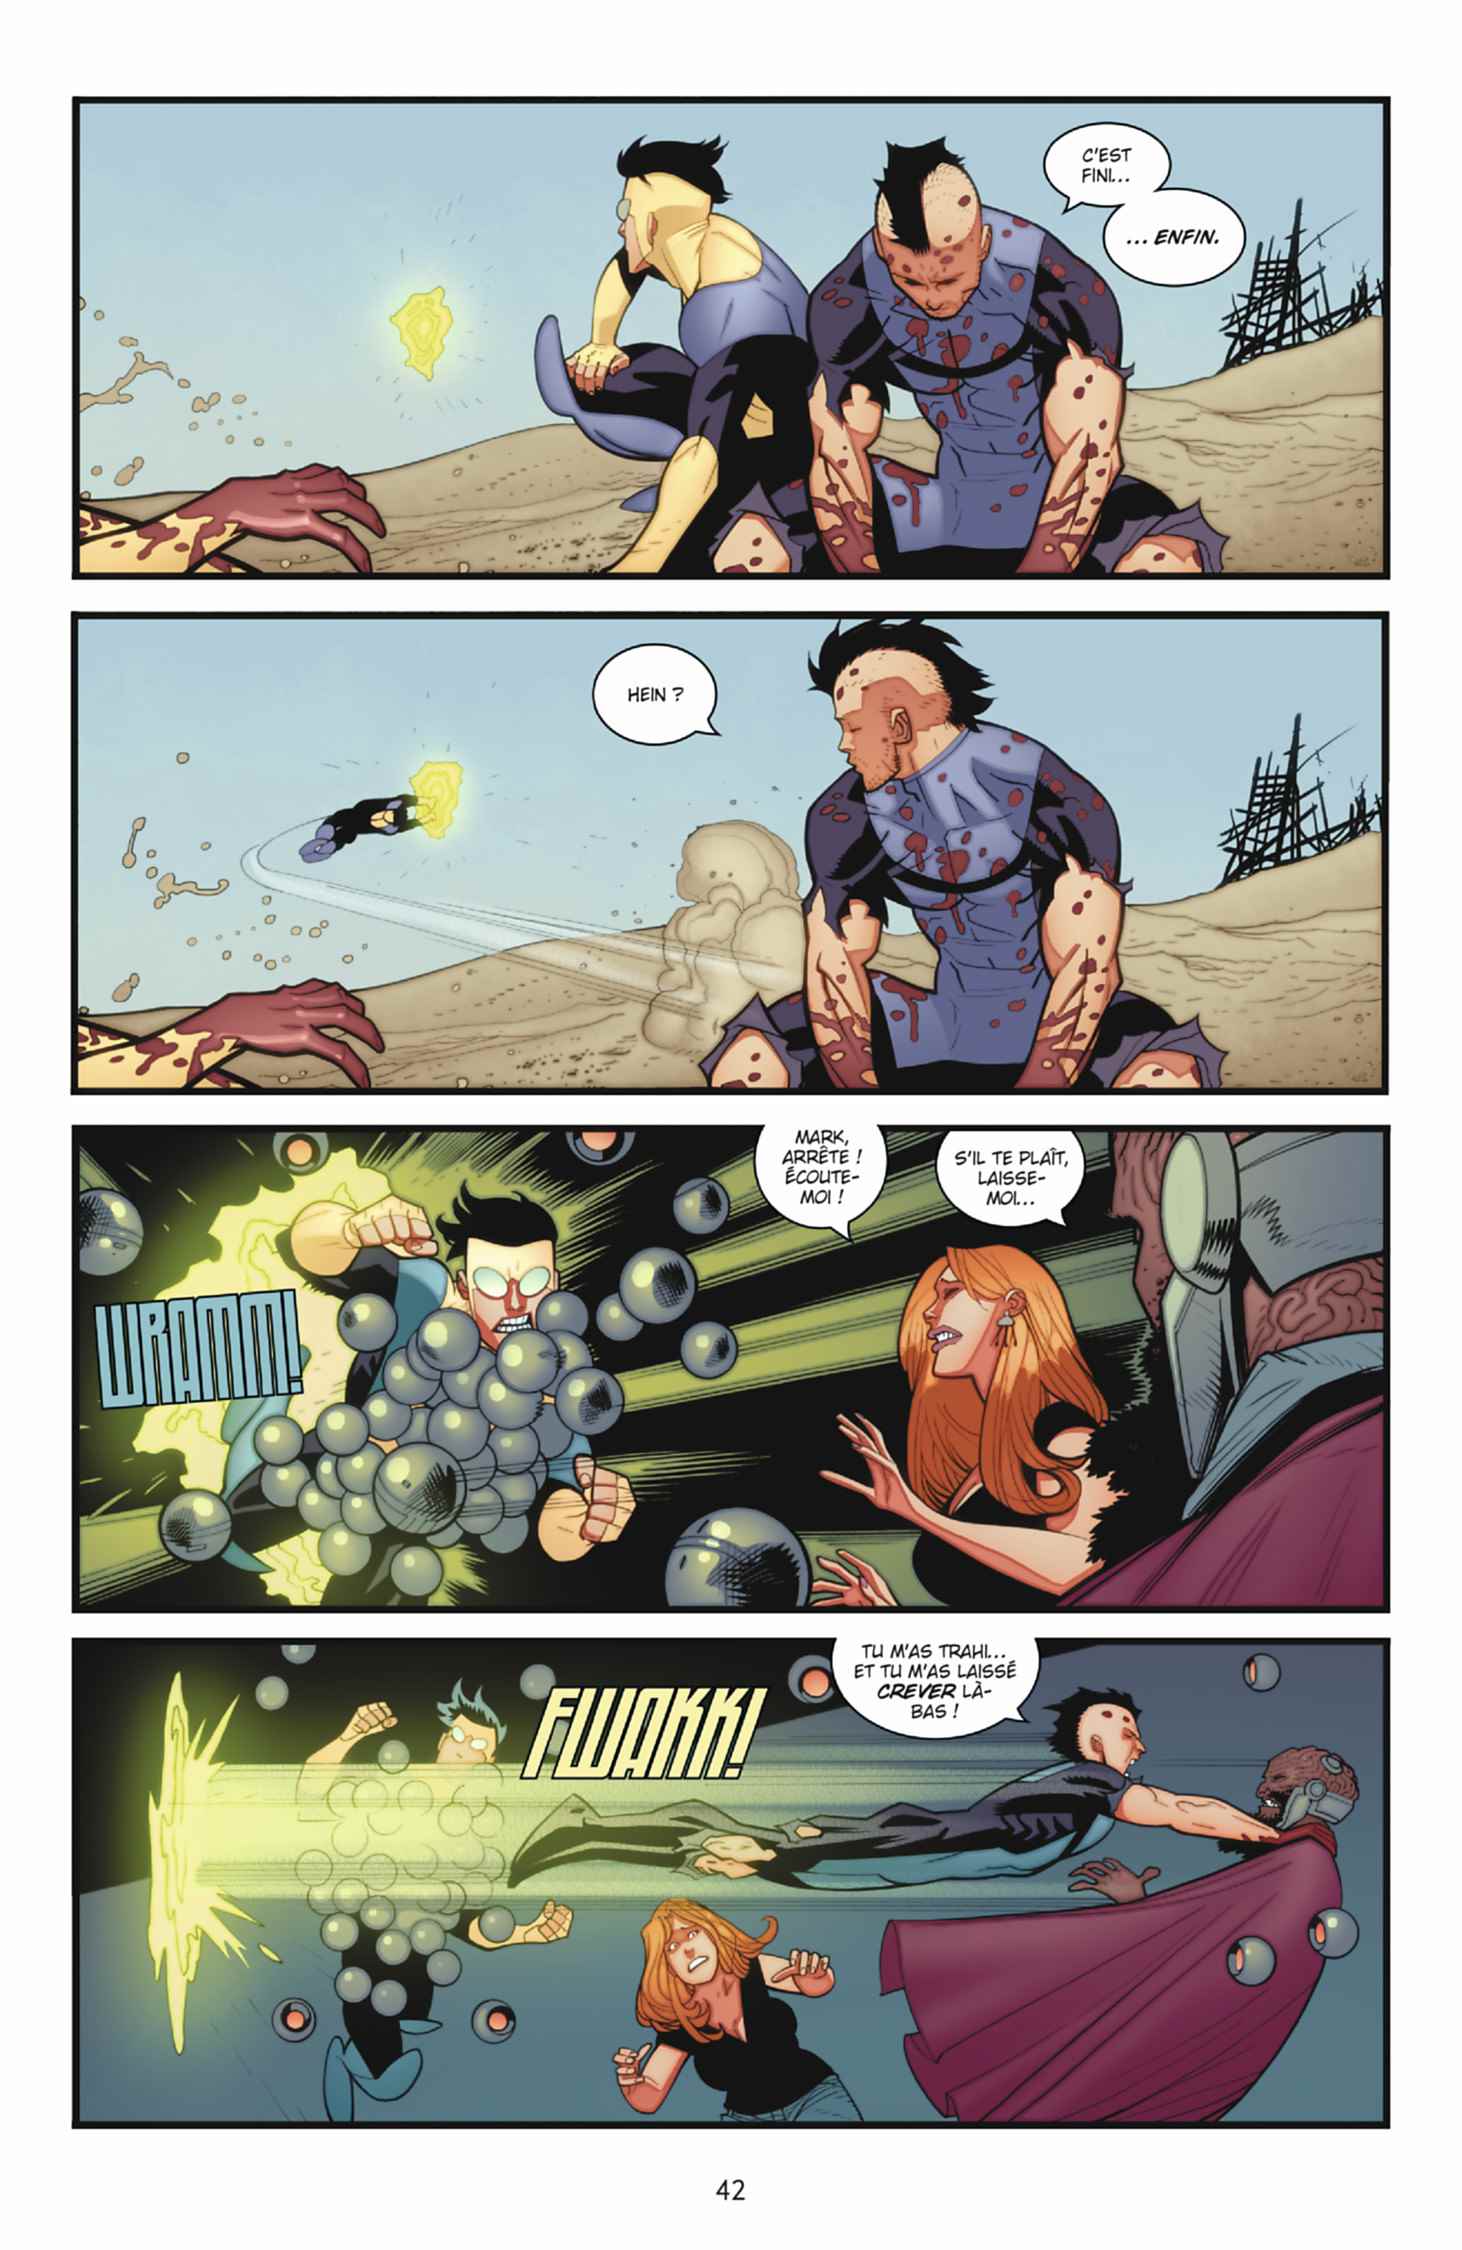 C'EST
FINI...
... ENFIN.
HEIN ?
MARK,
ARRÊTE !
ÉCOUTE-
MOI !
S'IL TE PLAÎT,
LAISSE-
MOI...
WRAMM!
TU M'AS TRAHI...
ET TU M'AS LAISSÉ
CREVER LÀ-
BAS !
FWAKK!
42